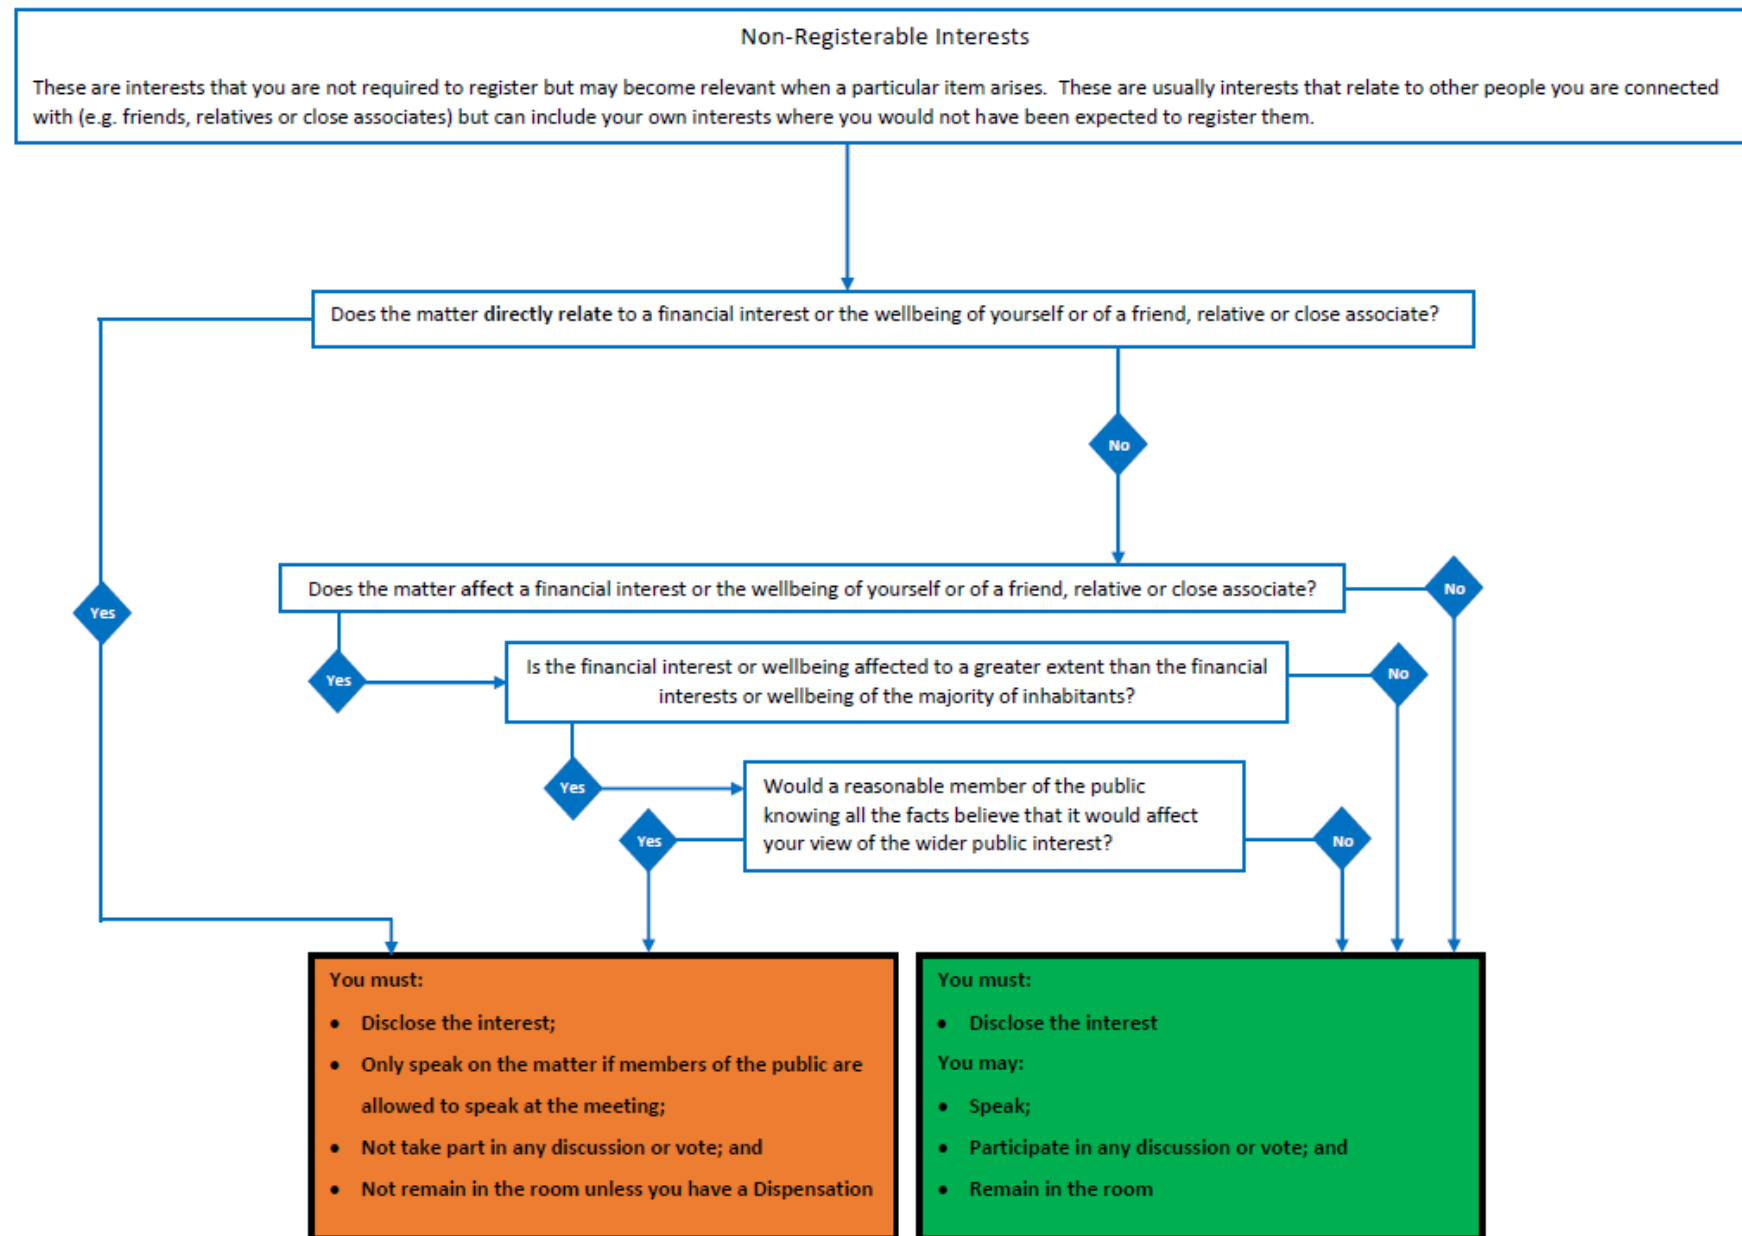 Non-Registerable Interests
These are interests that you are not required to register but may become relevant when a particular item arises.  These are usually interests that relate to other people you are connected
with (e.g. friends, relatives or close associates) but can include your own interests where you would not have been expected to register them.
Does the matter directly relate to a financial interest or the wellbeing of yourself or of a friend, relative or close associate?
No
Does the matter affect a financial interest or the wellbeing of yourself or of a friend, relative or close associate?
No
Yes
Is the financial interest or wellbeing affected to a greater extent than the financial
interests or wellbeing of the majority of inhabitants?
No
Yes
Yes
Would a reasonable member of the public
knowing all the facts believe that it would affect
your view of the wider public interest?
Yes
Yes
No
You must:
• Disclose the interest;
• Only speak on the matter if members of the public are
allowed to speak at the meeting;
• Not take part in any discussion or vote; and
• Not remain in the room unless you have a Dispensation
You must:
• Disclose the interest
You may:
• Speak;
• Participate in any discussion or vote; and
• Remain in the room